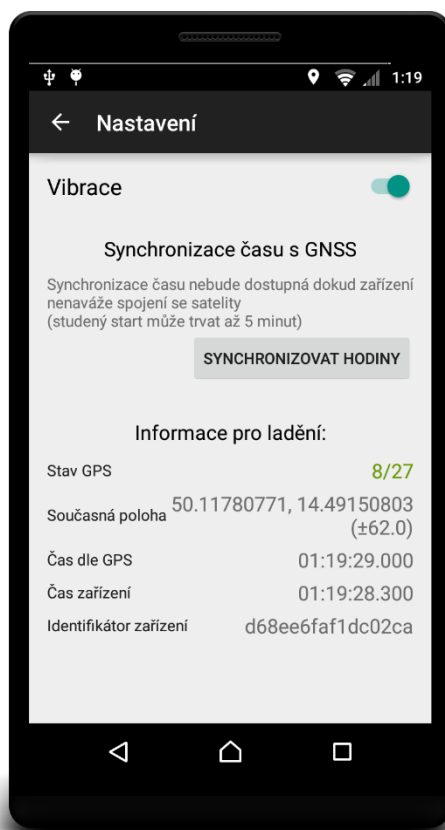 1:19
Nastavení
Vibrace
Synchronizace času s GNSS
Synchronizace času nebude dostupná dokud zařízení
nenaváže spojení se satelity
(studený start může trvat až 5 minut)
SYNCHRONIZOVAT HODINY
Informace pro ladění:
Stav GPS 8/27
Současná poloha 50.11780771, 14.49150803
(±62.0)
Čas dle GPS 01:19:29.000
Čas zařízení 01:19:28.300
Identifikátor zařízení d68ee6faf1dc02ca